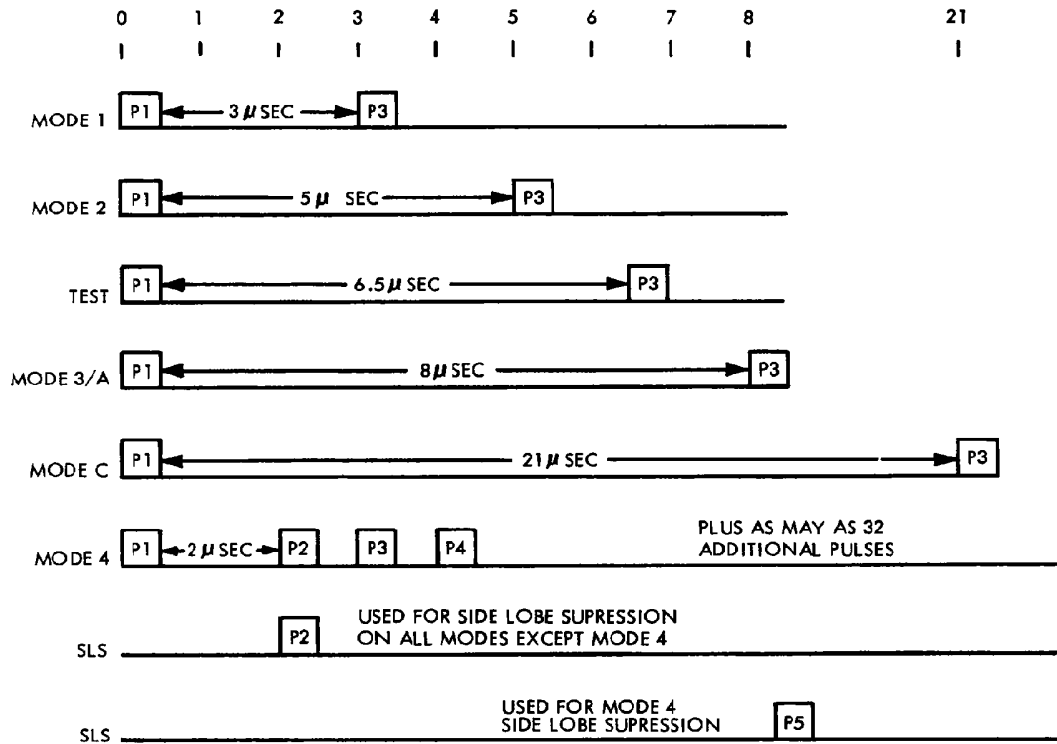 0 1 2 3 4 5 6 7 8 21
MODE 1 P1 3 μ SEC P3
MODE 2 P1 5 μ SEC P3
TEST P1 6.5 μ SEC P3
MODE 3/A P1 8 μ SEC P3
MODE C P1 21 μ SEC P3
MODE 4 P1 2 μ SEC P2 P3 P4
PLUS AS MAY AS 32
ADDITIONAL PULSES
SLS P2
USED FOR SIDE LOBE SUPRESSION
ON ALL MODES EXCEPT MODE 4
USED FOR MODE 4
SIDE LOBE SUPRESSION
SLS P5